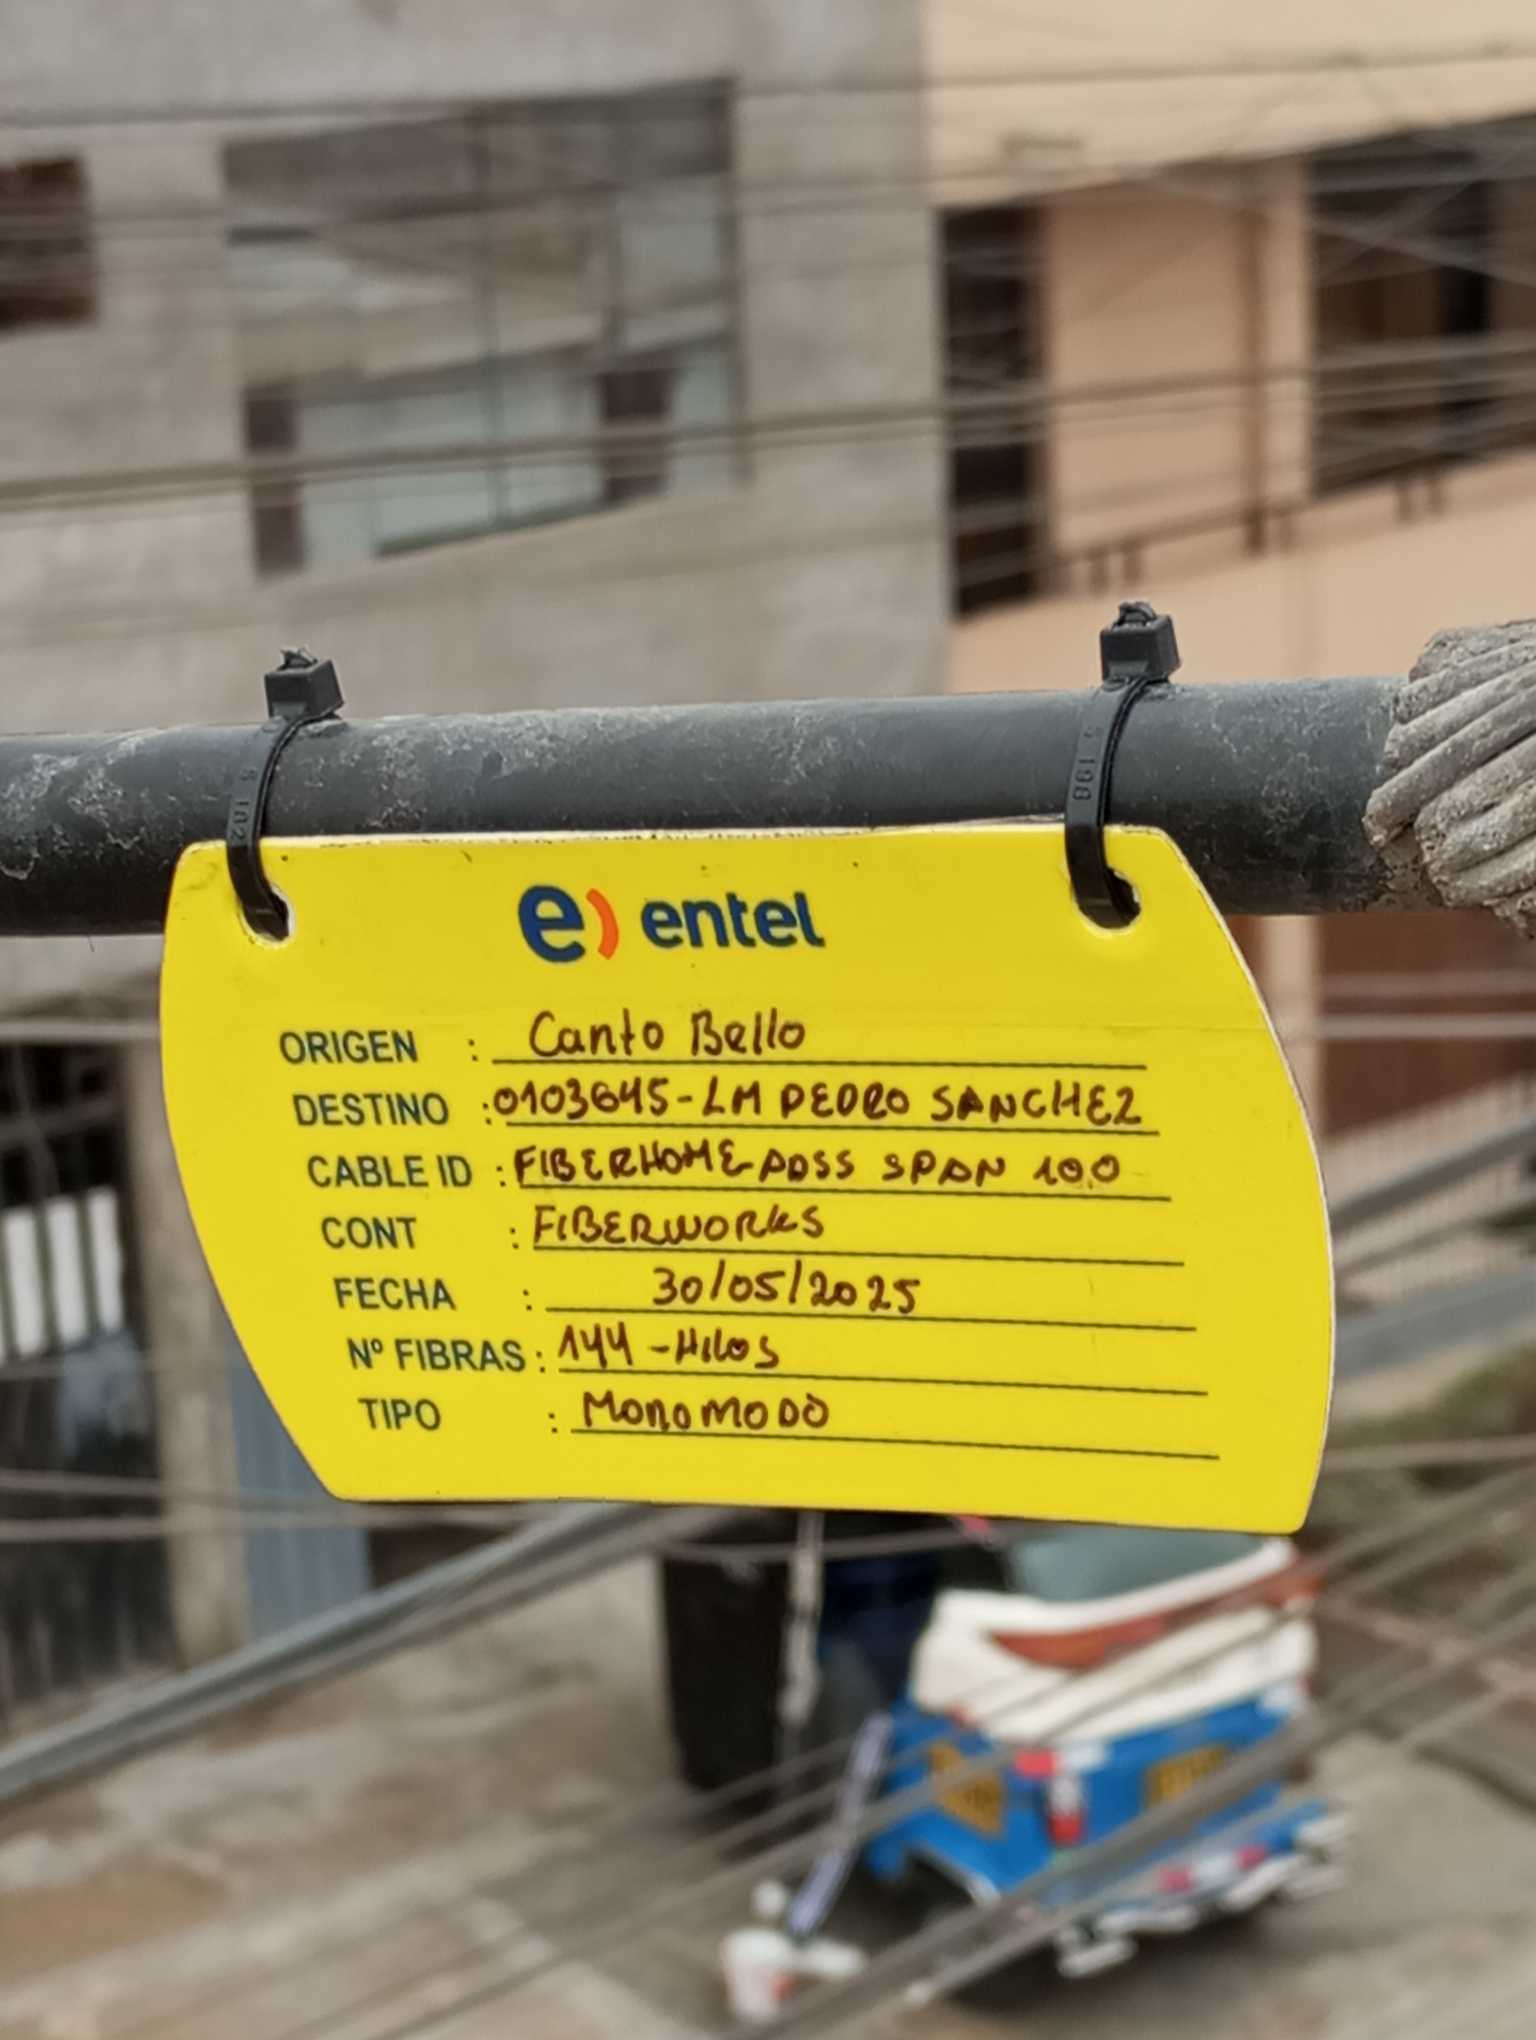 e) entel
ORIGEN : Canto Bello
DESTINO : 0103645-LM PEDRO SANCHEZ
CABLE ID : FIBERHOME ADSS SPAN 100
CONT : FIBERWORKS
FECHA : 30/05/2025
Nº FIBRAS : 144 - Hilos
TIPO : MonoMODO